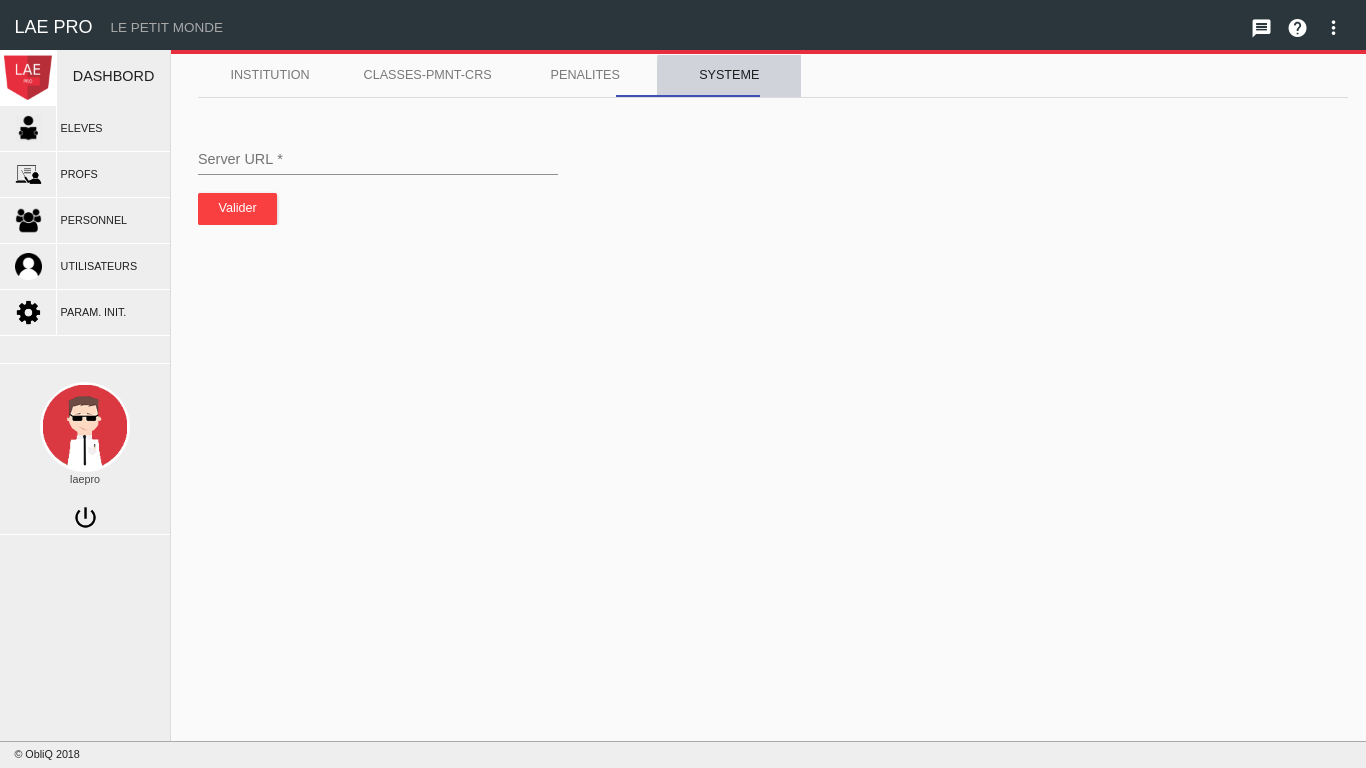 LAE PRO LE PETIT MONDE
LAE
PRO
DASHBORD
INSTITUTION CLASSES-PMNT-CRS PENALITES SYSTEME
ELEVES
PROFS
PERSONNEL
UTILISATEURS
PARAM. INIT.
Server URL *
Valider
laepro
© ObliQ 2018